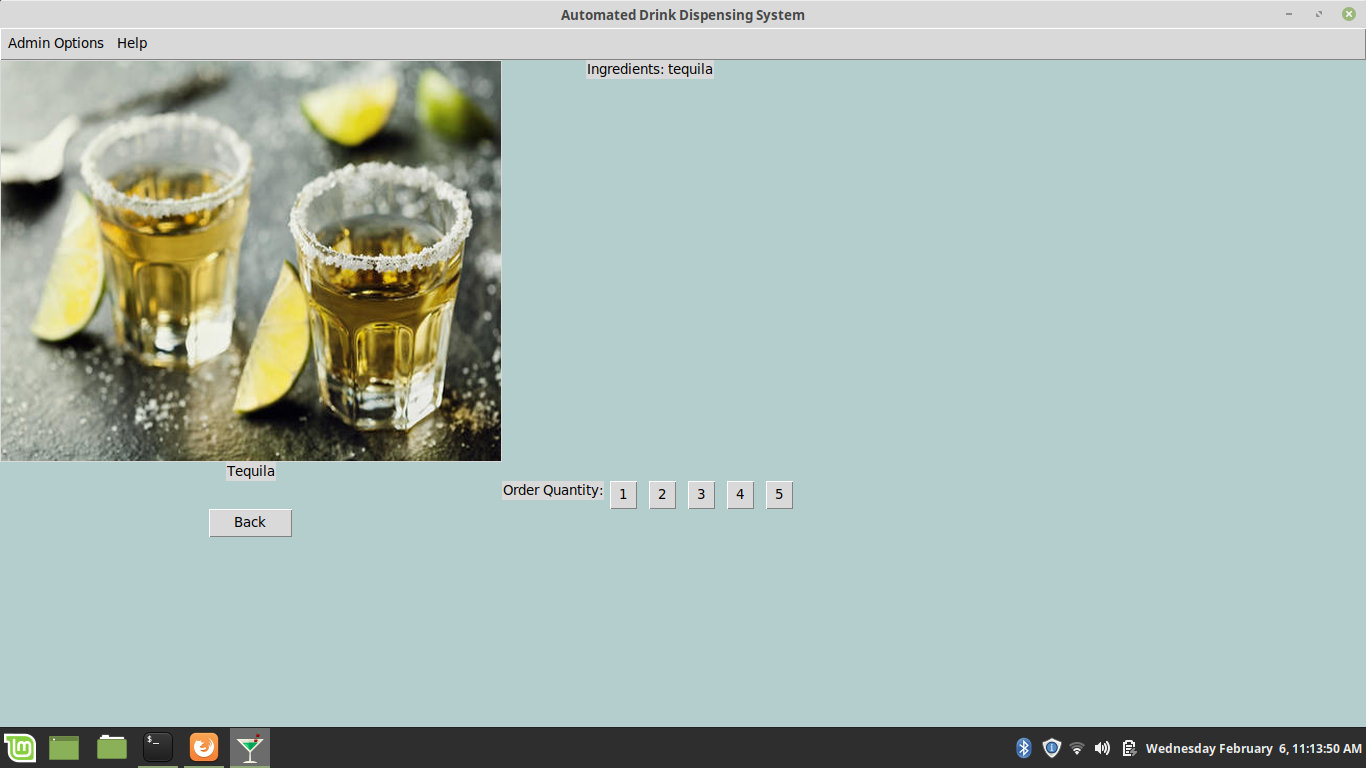 Automated Drink Dispensing System
Admin Options Help
Ingredients: tequila
Tequila
Order Quantity: 1 2 3 4 5
Back
$_
Wednesday February 6, 11:13:50 AM